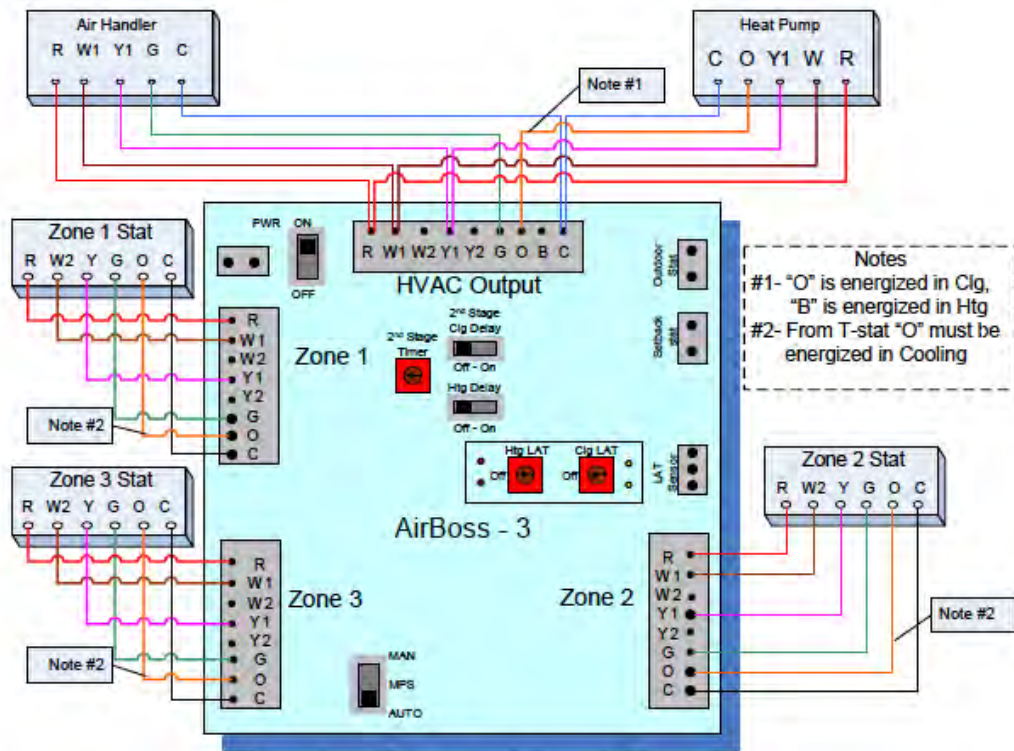 Air Handler
R W1 Y1 G C
Heat Pump
C O Y1 W R
Note #1
Zone 1 Stat
R W2 Y G O C
PWR
ON
OFF
R W1 W2 Y1 Y2 G O B C
HVAC Output
Outdoor
Stat
Setback
stat
Notes
#1- "O" is energized in Clg,
"B" is energized in Htg
#2- From T-stat "O" must be
energized in Cooling
R
W1
W2
Y1
Y2
G
O
C
Zone 1
2nd Stage
Timer
2nd Stage
Clg Delay
Off - On
Htg Delay
Off - On
Note #2
Htg LAT
Off
Clg LAT
Off
LAT
Sensor
Zone 3 Stat
R W2 Y G O C
Zone 2 Stat
R W2 Y G O C
AirBoss - 3
R
W1
W2
Y1
Y2
G
O
C
Zone 3
Zone 2
R
W1
W2
Y1
Y2
G
O
C
Note #2
Note #2
MAN
MPS
AUTO